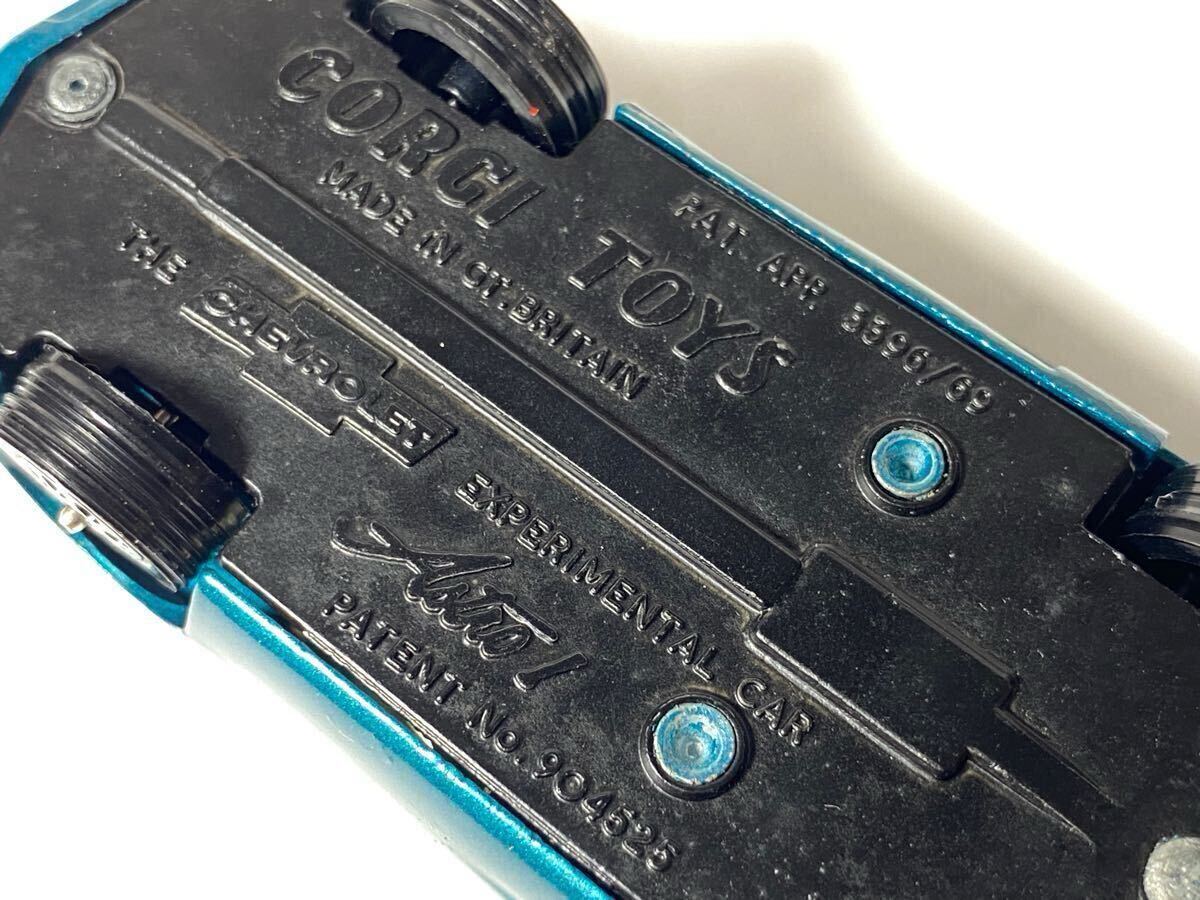 CORGI TOYS
MADE IN GT. BRITAIN
PAT. APP. 5596/69
THE CHEVROLET EXPERIMENTAL CAR
Astro I
PATENT No. 904525